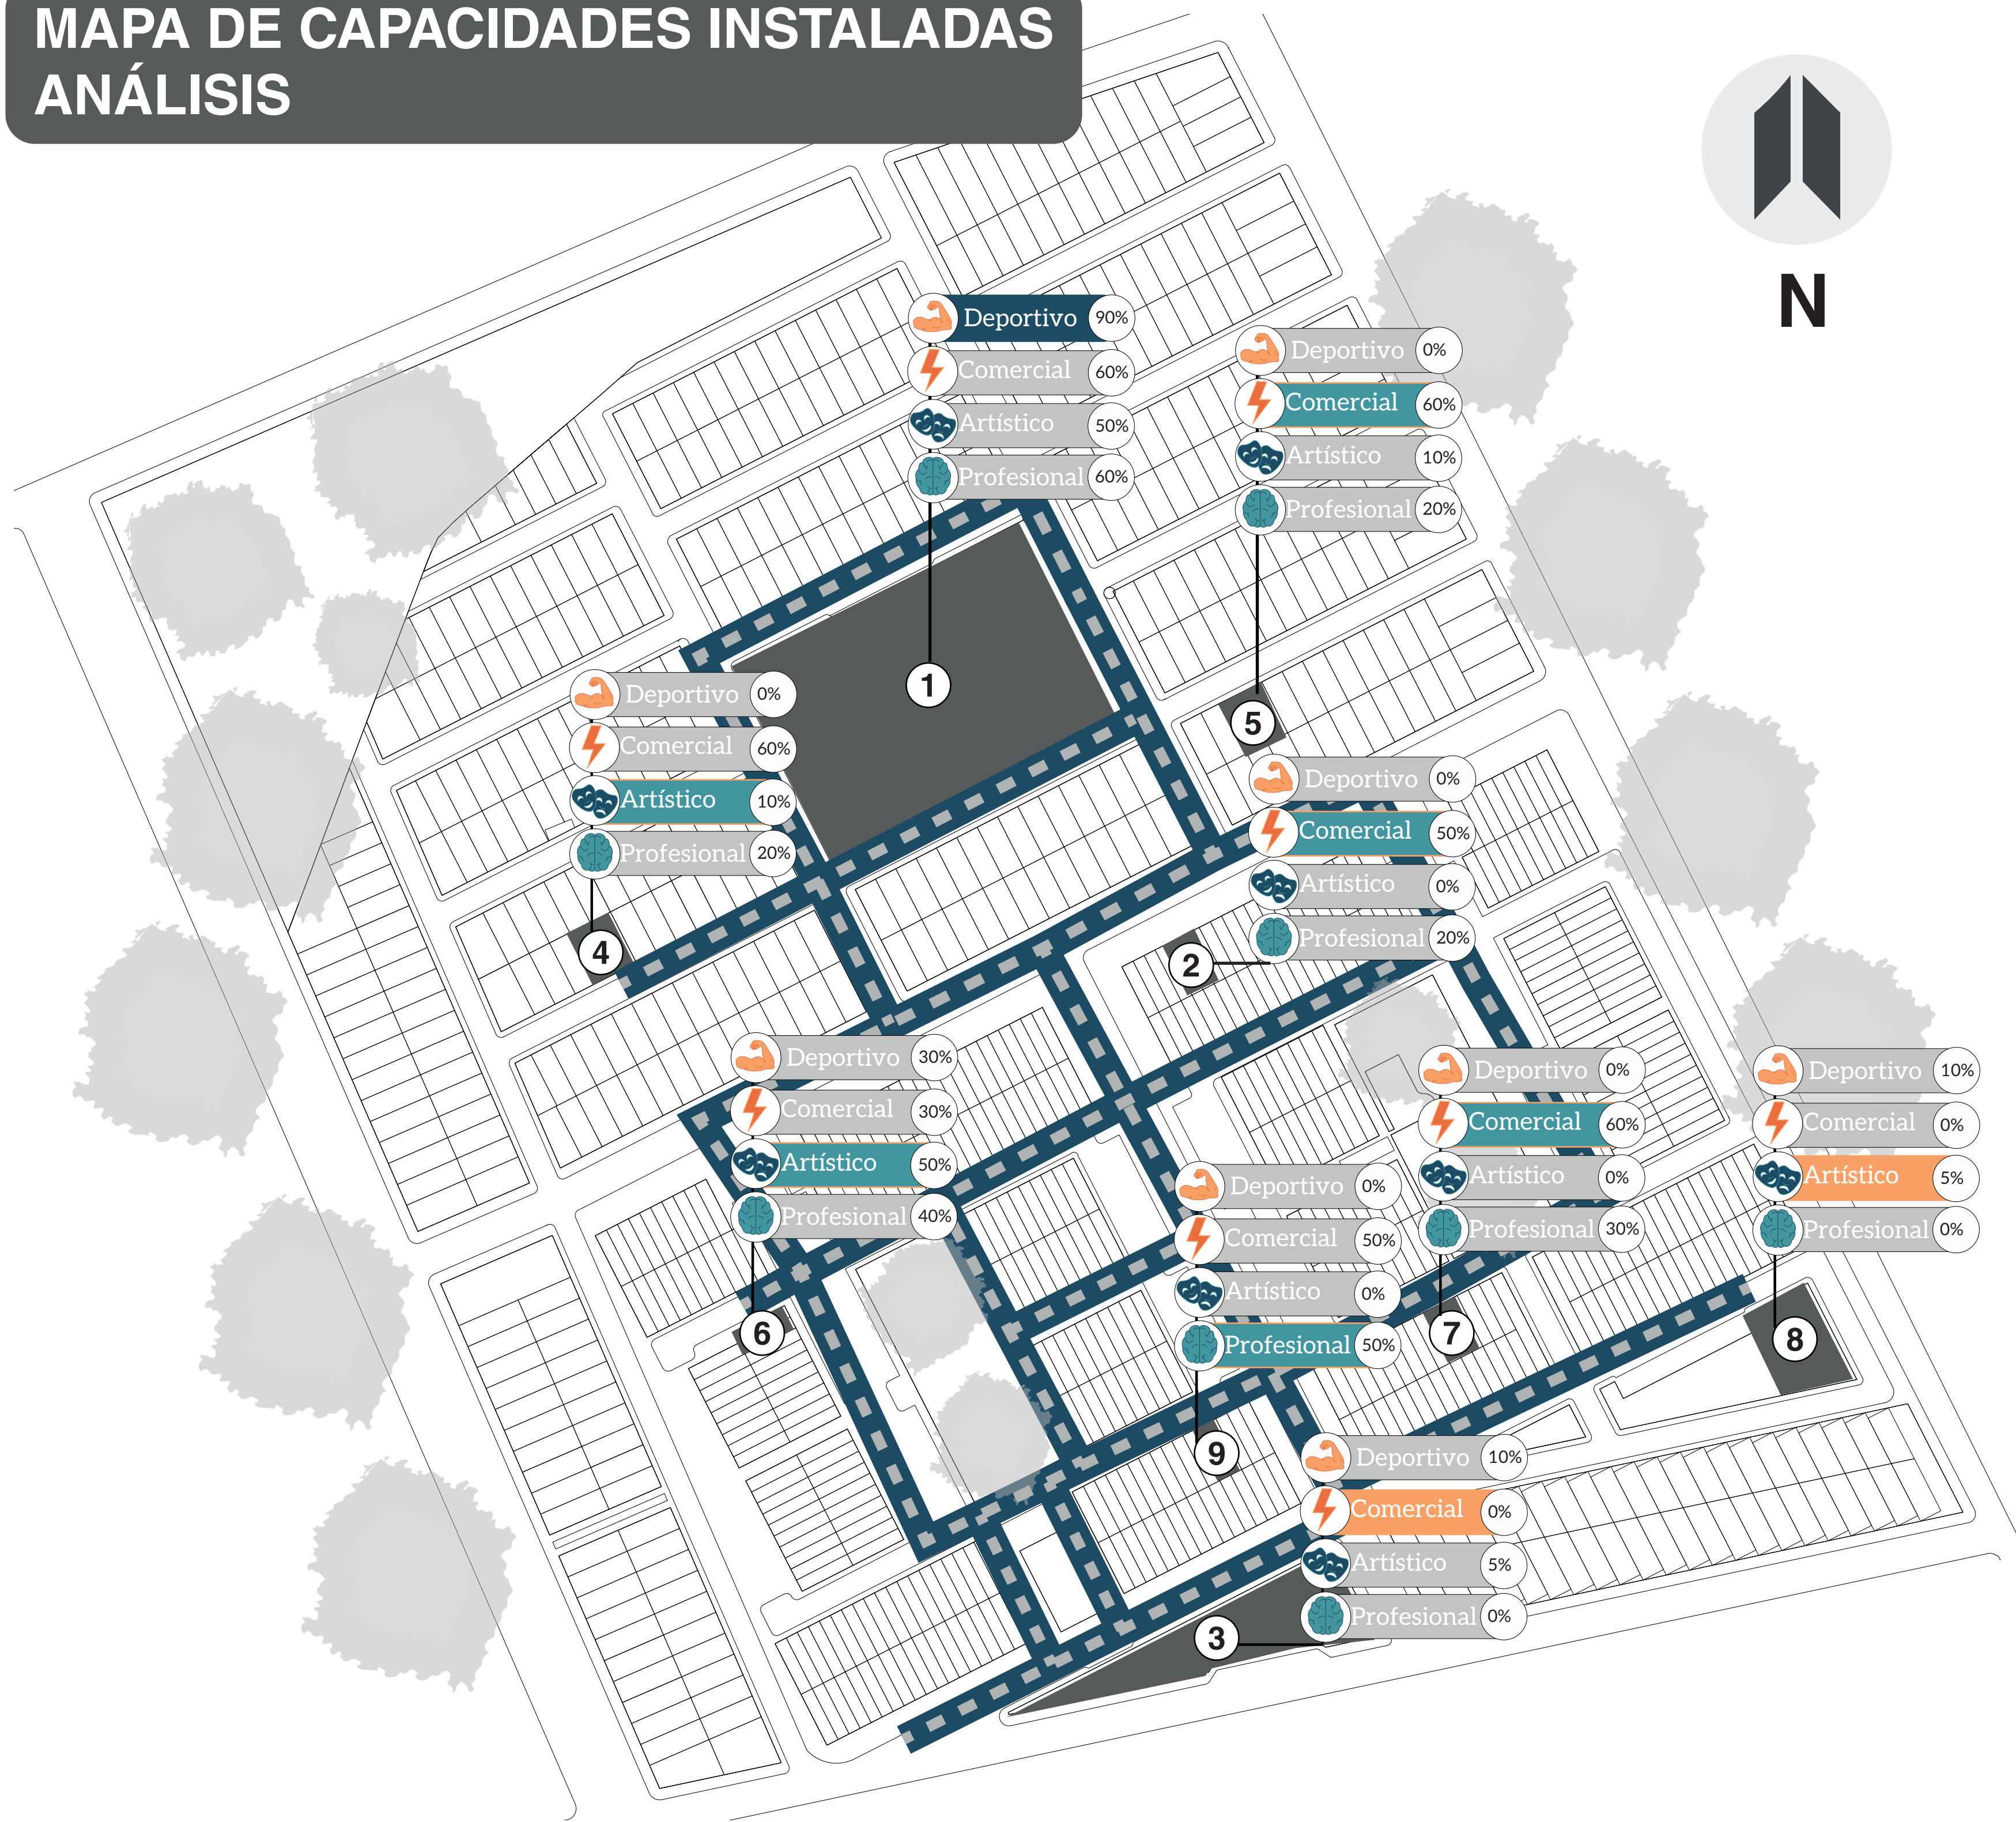 MAPA DE CAPACIDADES INSTALADAS
ANÁLISIS
N
Deportivo 90%
Comercial 60%
Artístico 50%
Profesional 60%
1
Deportivo 0%
Comercial 60%
Artístico 10%
Profesional 20%
5
Deportivo 0%
Comercial 60%
Artístico 10%
Profesional 20%
4
Deportivo 0%
Comercial 50%
Artístico 0%
Profesional 20%
2
Deportivo 30%
Comercial 30%
Artístico 50%
Profesional 40%
6
Deportivo 0%
Comercial 60%
Artístico 0%
Profesional 30%
7
Deportivo 10%
Comercial 0%
Artístico 5%
Profesional 0%
8
Deportivo 0%
Comercial 50%
Artístico 0%
Profesional 50%
9
Deportivo 10%
Comercial 0%
Artístico 5%
Profesional 0%
3